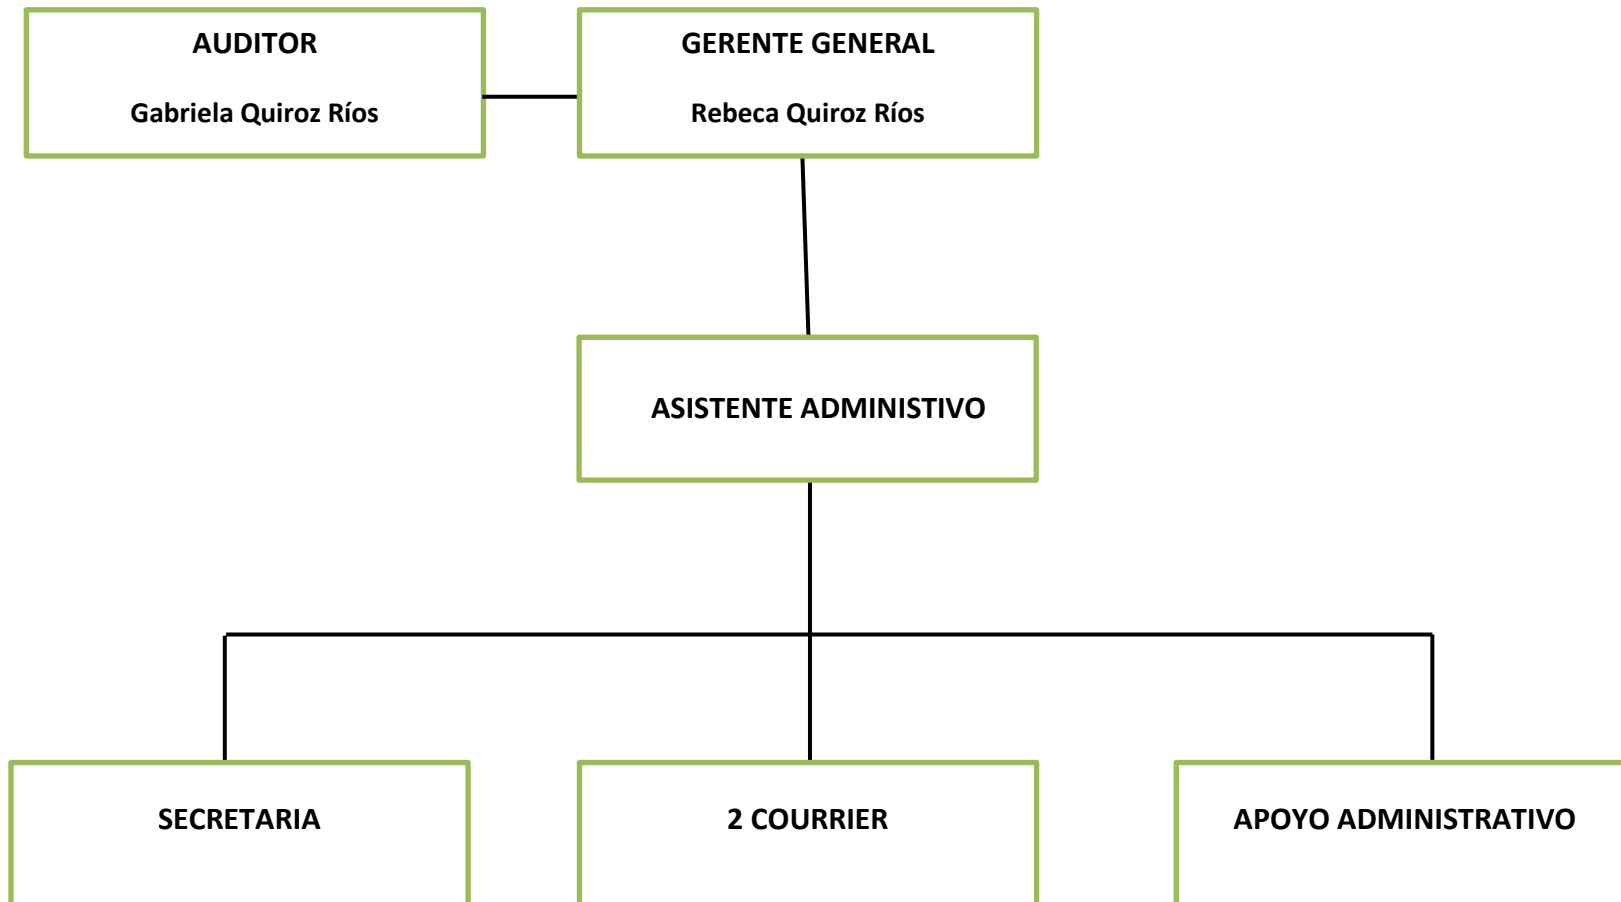 AUDITOR
Gabriela Quiroz Ríos
GERENTE GENERAL
Rebeca Quiroz Ríos
ASISTENTE ADMINISTIVO
SECRETARIA
2 COURRIER
APOYO ADMINISTRATIVO